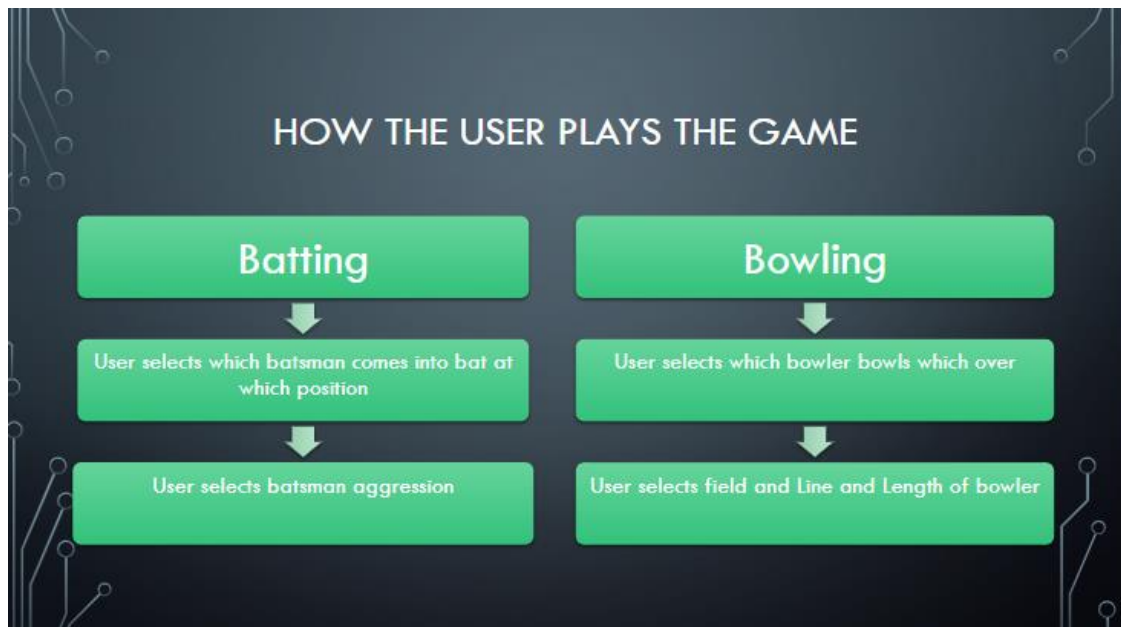 HOW THE USER PLAYS THE GAME
Batting
User selects which batsman comes into bat at
which position
User selects batsman aggression
Bowling
User selects which bowler bowls which over
User selects field and Line and Length of bowler